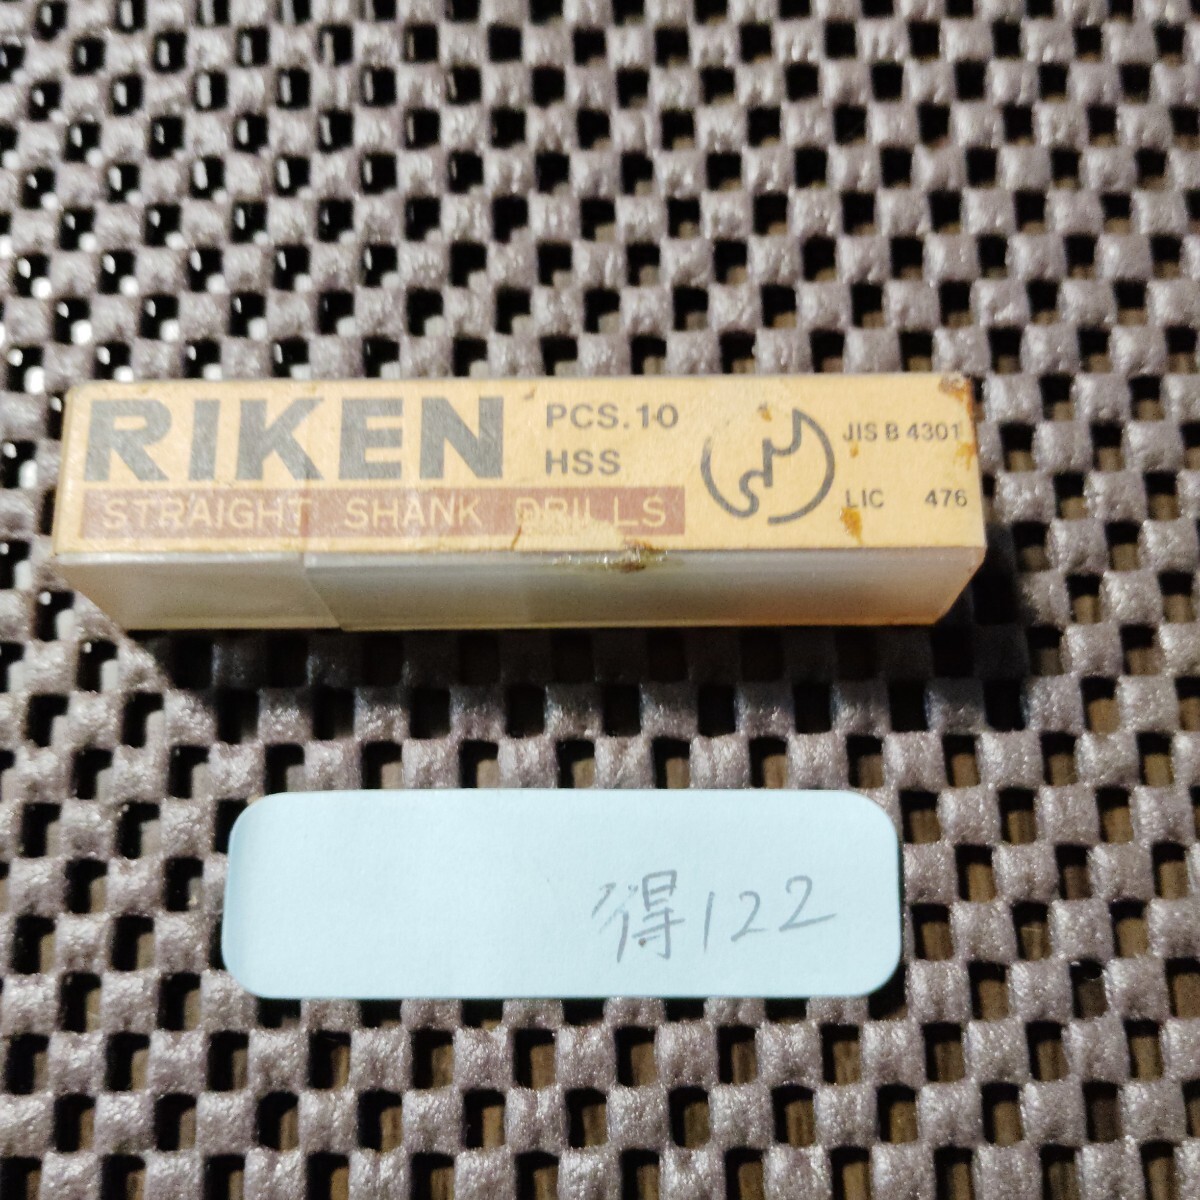 RIKEN
PCS.10
HSS
STRAIGHT SHANK DRILLS
JIS B 4301
LIC 476
得122